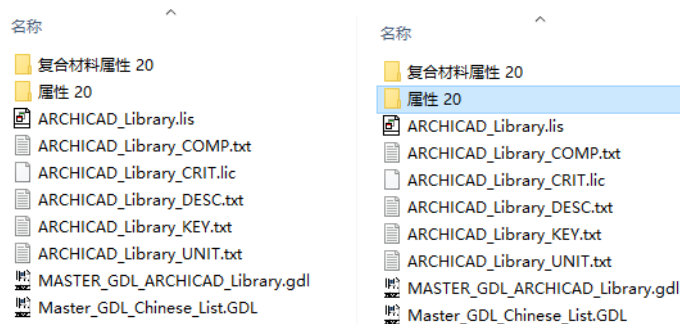 名称
复合材料属性 20
属性 20
ARCHICAD_Library.lis
ARCHICAD_Library_COMP.txt
ARCHICAD_Library_CRIT.lic
ARCHICAD_Library_DESC.txt
ARCHICAD_Library_KEY.txt
ARCHICAD_Library_UNIT.txt
MASTER_GDL_ARCHICAD_Library.gdl
Master_GDL_Chinese_List.GDL
名称
复合材料属性 20
属性 20
ARCHICAD_Library.lis
ARCHICAD_Library_COMP.txt
ARCHICAD_Library_CRIT.lic
ARCHICAD_Library_DESC.txt
ARCHICAD_Library_KEY.txt
ARCHICAD_Library_UNIT.txt
MASTER_GDL_ARCHICAD_Library.gdl
Master_GDL_Chinese_List.GDL